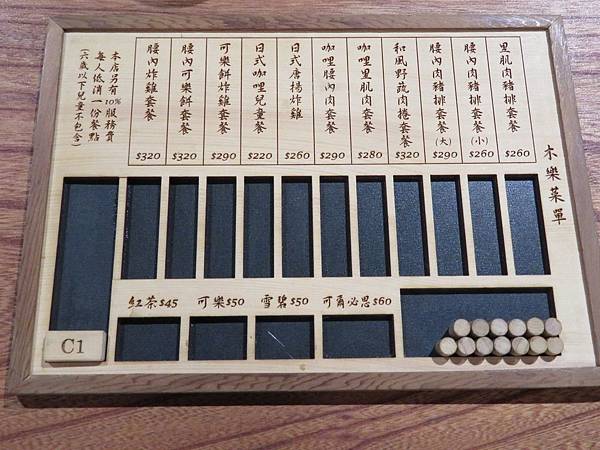 木樂菜單
里肌肉豬排套餐
$260
腰內肉豬排套餐(小)
$260
腰內肉豬排套餐(大)
$290
和風野蔬肉捲套餐
$320
咖哩里肌肉套餐
$280
咖哩腰內肉套餐
$290
日式唐揚炸雞
$260
日式咖哩兒童餐
$220
可樂餅炸雞套餐
$290
腰內可樂餅套餐
$320
腰內炸雞套餐
$320
本店另有10%服務費
每人低消一份餐點
(六歲以下兒童不包含)
紅茶$45
可樂$50
雪碧$50
可爾必思$60
C1